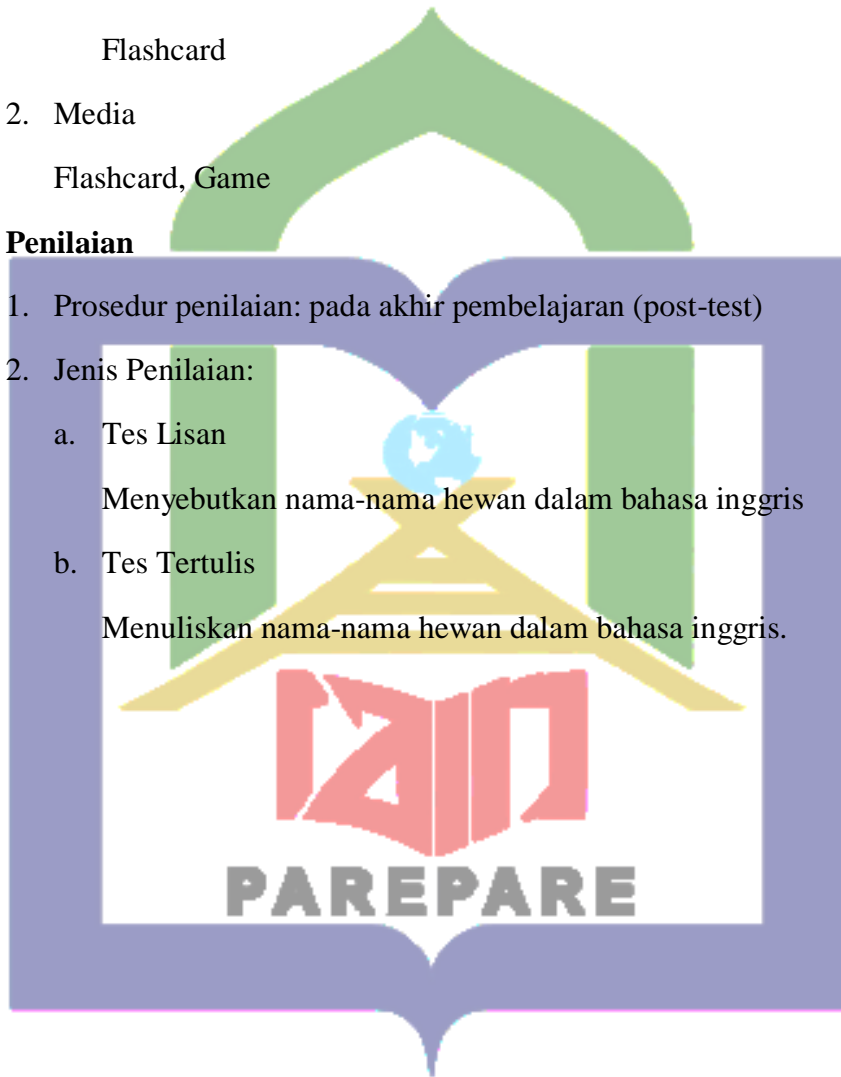 Flashcard
2. Media
Flashcard, Game
Penilaian
1. Prosedur penilaian: pada akhir pembelajaran (post-test)
2. Jenis Penilaian:
a. Tes Lisan
Menyebutkan nama-nama hewan dalam bahasa inggris
b. Tes Tertulis
Menuliskan nama-nama hewan dalam bahasa inggris.
iain
PAREPARE